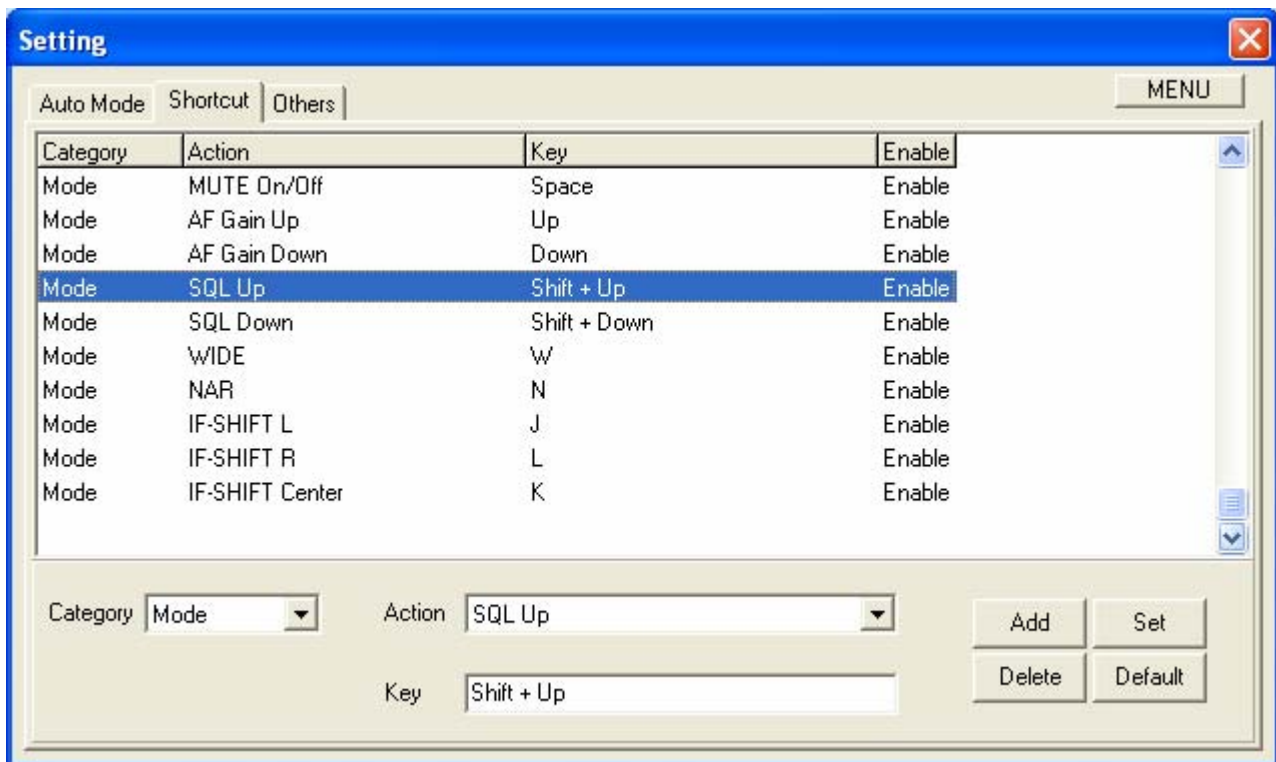 Setting
MENU
Auto Mode Shortcut Others
Category Action Key Enable
Mode MUTE On/Off Space Enable
Mode AF Gain Up Up Enable
Mode AF Gain Down Down Enable
Mode SQL Up Shift + Up Enable
Mode SQL Down Shift + Down Enable
Mode WIDE W Enable
Mode NAR N Enable
Mode IF-SHIFT L J Enable
Mode IF-SHIFT R L Enable
Mode IF-SHIFT Center K Enable
Category Mode Action SQL Up Add Set
Key Shift + Up Delete Default